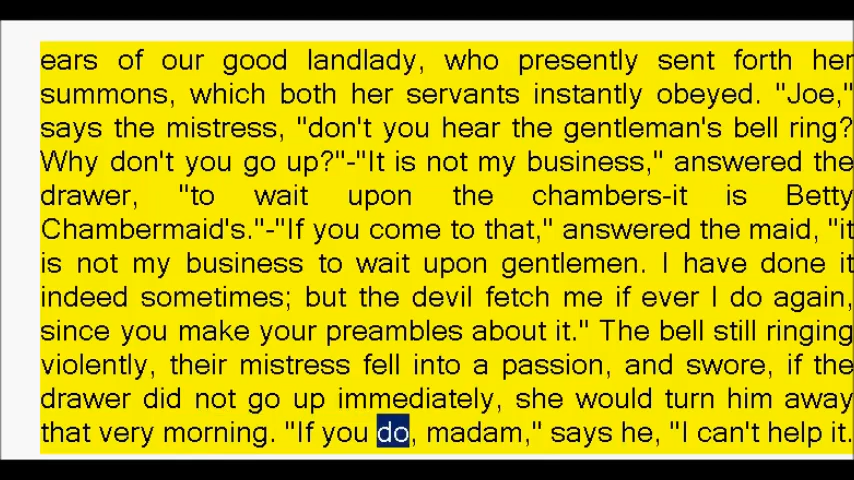 ears of our good landlady, who presently sent forth her
summons, which both her servants instantly obeyed. "Joe,"
says the mistress, "don't you hear the gentleman's bell ring?
Why don't you go up?"-"It is not my business," answered the
drawer, "to wait upon the chambers-it is Betty
Chambermaid's."-"If you come to that," answered the maid, "it
is not my business to wait upon gentlemen. I have done it
indeed sometimes; but the devil fetch me if ever I do again,
since you make your preambles about it." The bell still ringing
violently, their mistress fell into a passion, and swore, if the
drawer did not go up immediately, she would turn him away
that very morning. "If you do, madam," says he, "I can't help it.